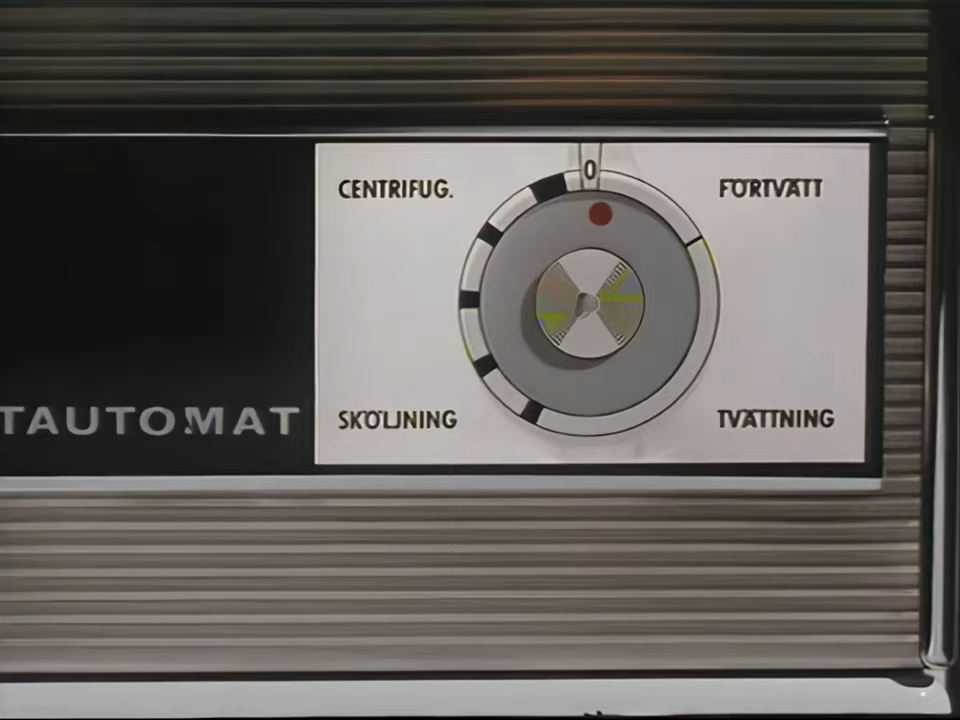 0
CENTRIFUG.
FÖRTVÄTT
TAUTOMAT
SKÖLJNING
TVÄTTNING